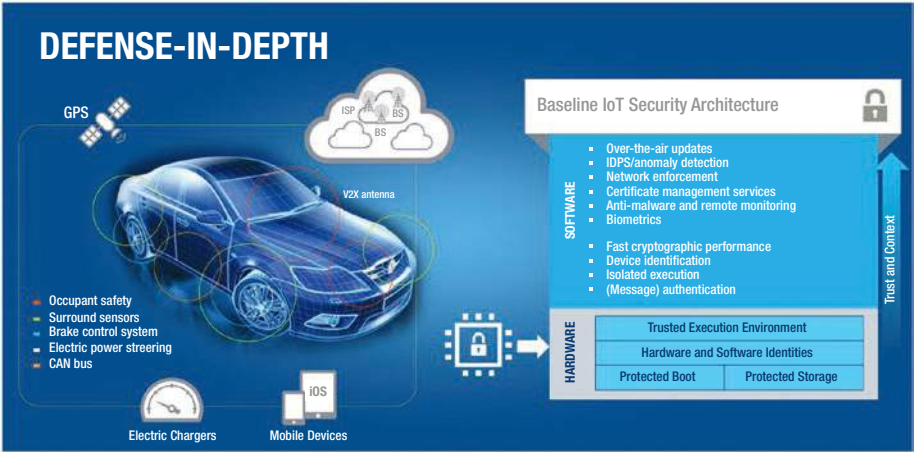 DEFENSE-IN-DEPTH
GPS
ISP
BS
BS
V2X antenna
Occupant safety
Surround sensors
Brake control system
Electric power streering
CAN bus
iOS
Electric Chargers
Mobile Devices
Baseline IoT Security Architecture
SOFTWARE
Over-the-air updates
IDPS/anomaly detection
Network enforcement
Certificate management services
Anti-malware and remote monitoring
Biometrics
Fast cryptographic performance
Device identification
Isolated execution
(Message) authentication
Trust and Context
HARDWARE
Trusted Execution Environment
Hardware and Software Identities
Protected Boot
Protected Storage